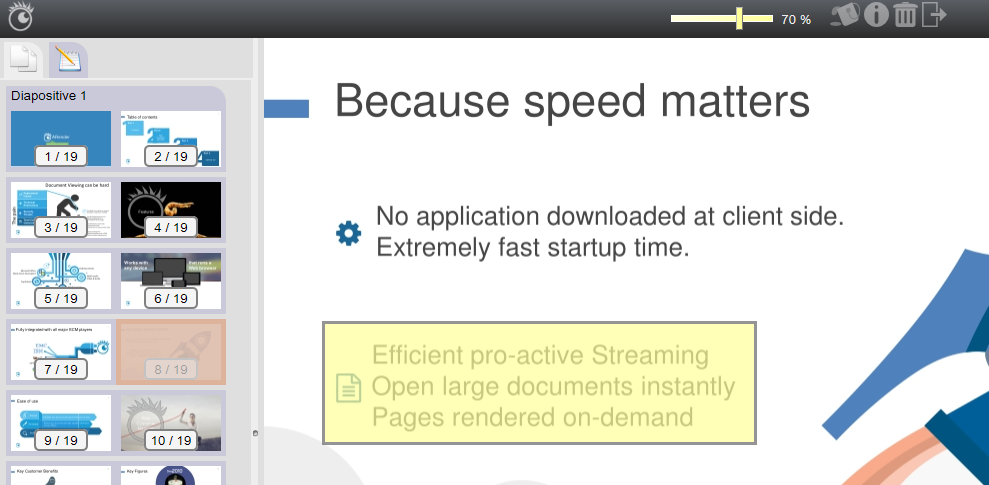 70 %
Diapositive 1
1 / 19
Table of contents
2 / 19
Document Viewing can be hard
3 / 19
4 / 19
5 / 19
Works with
any device
6 / 19
Fully integrated with all major ECM players
7 / 19
8 / 19
Ease of use
9 / 19
10 / 19
Key Customer Benefits
Key Figures
Because speed matters
No application downloaded at client side.
Extremely fast startup time.
Efficient pro-active Streaming
Open large documents instantly
Pages rendered on-demand